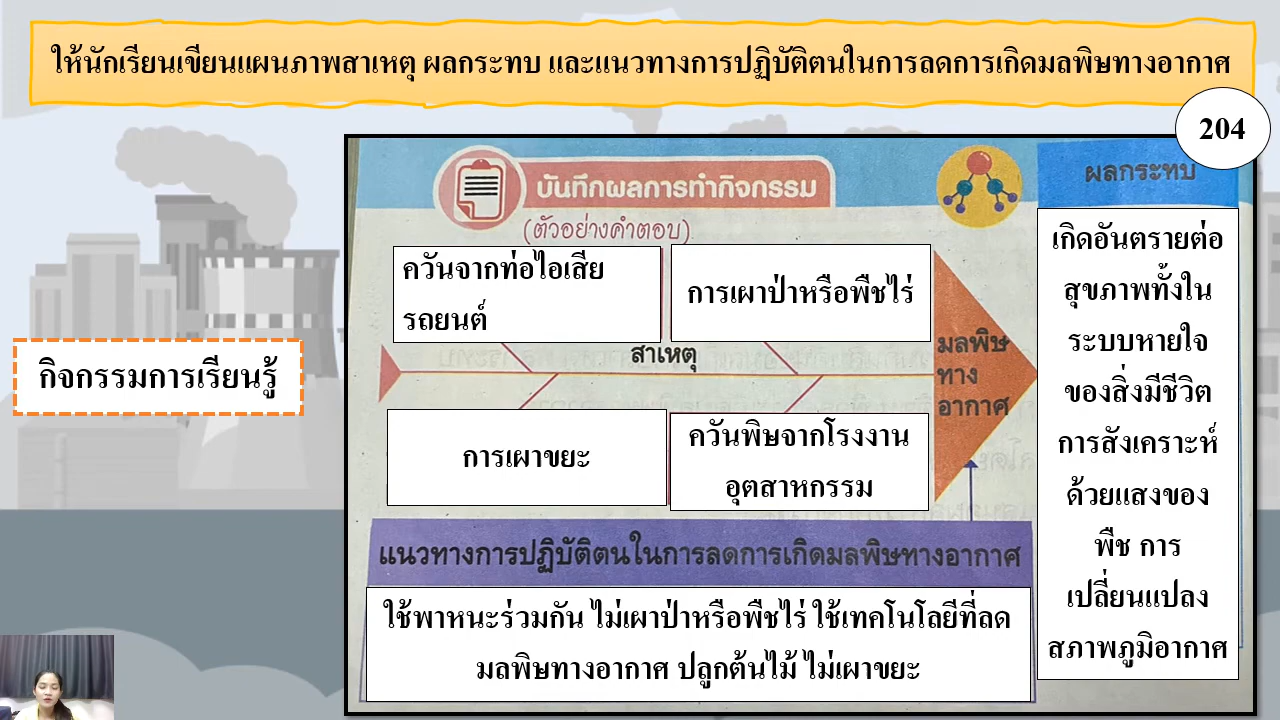 ให้นักเรียนเขียนแผนภาพสาเหตุ ผลกระทบ และแนวทางการปฏิบัติตนในการลดการเกิดมลพิษทางอากาศ
204
กิจกรรมการเรียนรู้
บันทึกผลการทำกิจกรรม
(ตัวอย่างคำตอบ)
ควันจากท่อไอเสีย
รถยนต์
การเผาป่าหรือพืชไร่
สาเหตุ
การเผาขยะ
ควันพิษจากโรงงาน
อุตสาหกรรม
มลพิษ
ทาง
อากาศ
ผลกระทบ
เกิดอันตรายต่อ
สุขภาพทั้งใน
ระบบหายใจ
ของสิ่งมีชีวิต
การสังเคราะห์
ด้วยแสงของ
พืช การ
เปลี่ยนแปลง
สภาพภูมิอากาศ
แนวทางการปฏิบัติตนในการลดการเกิดมลพิษทางอากาศ
ใช้พาหนะร่วมกัน ไม่เผาป่าหรือพืชไร่ ใช้เทคโนโลยีที่ลด
มลพิษทางอากาศ ปลูกต้นไม้ ไม่เผาขยะ